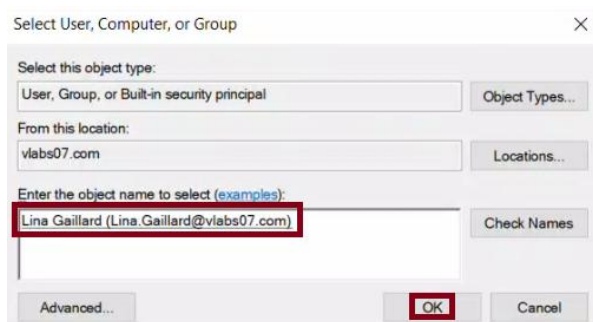 Select User, Computer, or Group
Select this object type:
User, Group, or Built-in security principal
Object Types...
From this location:
vlabs07.com
Locations...
Enter the object name to select (examples):
Lina Gaillard (Lina.Gaillard@vlabs07.com)
Check Names
Advanced...
OK
Cancel